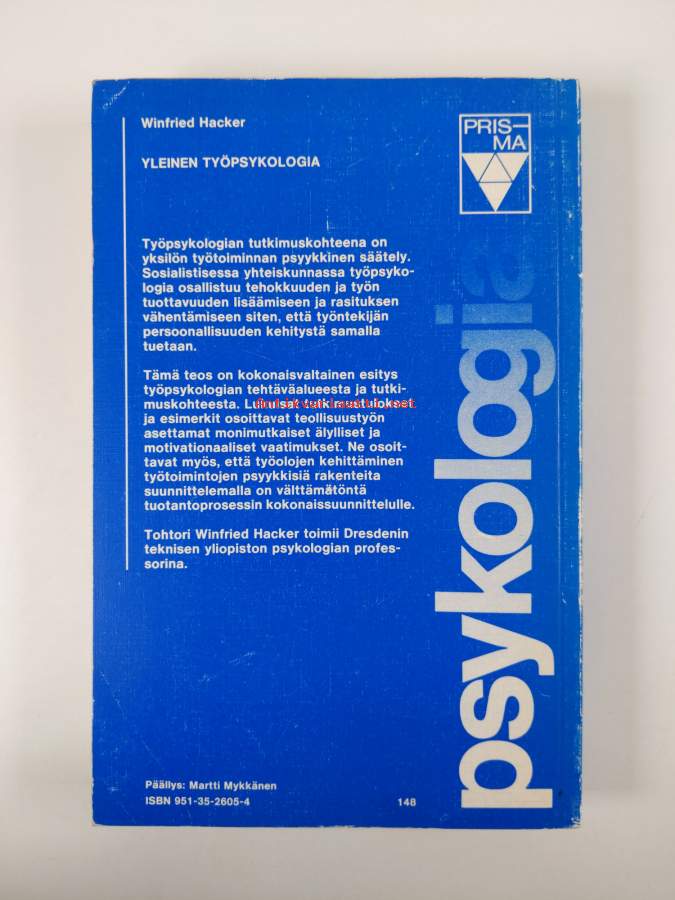 Winfried Hacker
YLEINEN TYÖPSYKOLOGIA
PRIS-
MA
Työpsykologian tutkimuskohteena on
yksilön työtoiminnan psyykkinen säätely.
Sosialistisessa yhteiskunnassa työpsyko-
logia osallistuu tehokkuuden ja työn
tuottavuuden lisäämiseen ja rasituksen
vähentämiseen siten, että työntekijän
persoonallisuuden kehitystä samalla
tuetaan.
Tämä teos on kokonaisvaltainen esitys
työpsykologian tehtäväalueesta ja tutki-
muskohteesta.
Antikvariaatti.net
ja esimerkit osoittavat teollisuustyön
asettamat monimutkaiset älylliset ja
motivationaaliset vaatimukset. Ne osoit-
tavat myös, että työolojen kehittäminen
työtoimintojen psyykkisiä rakenteita
suunnittelemalla on välttämätöntä
tuotantoprosessin kokonaissuunnittelulle.
Tohtori Winfried Hacker toimii Dresdenin
teknisen yliopiston psykologian profes-
sorina.
psykologia
Päällys: Martti Mykkänen
ISBN 951-35-2605-4
148